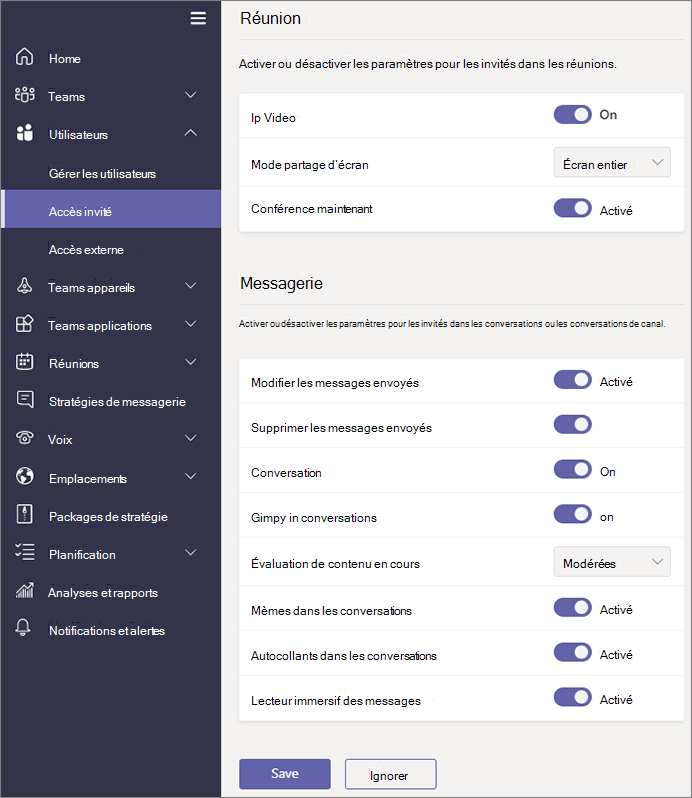 Home
Teams
Utilisateurs
Gérer les utilisateurs
Accès invité
Accès externe
Teams appareils
Teams applications
Réunions
Stratégies de messagerie
Voix
Emplacements
Packages de stratégie
Planification
Analyses et rapports
Notifications et alertes
Réunion
Activer ou désactiver les paramètres pour les invités dans les réunions.
Ip Video On
Mode partage d'écran Écran entier
Conférence maintenant Activé
Messagerie
Activer ou désactiver les paramètres pour les invités dans les conversations ou les conversations de canal.
Modifier les messages envoyés Activé
Supprimer les messages envoyés
Conversation On
Gimpy in conversations on
Évaluation de contenu en cours Modérées
Mèmes dans les conversations Activé
Autocollants dans les conversations Activé
Lecteur immersif des messages Activé
Save Ignorer